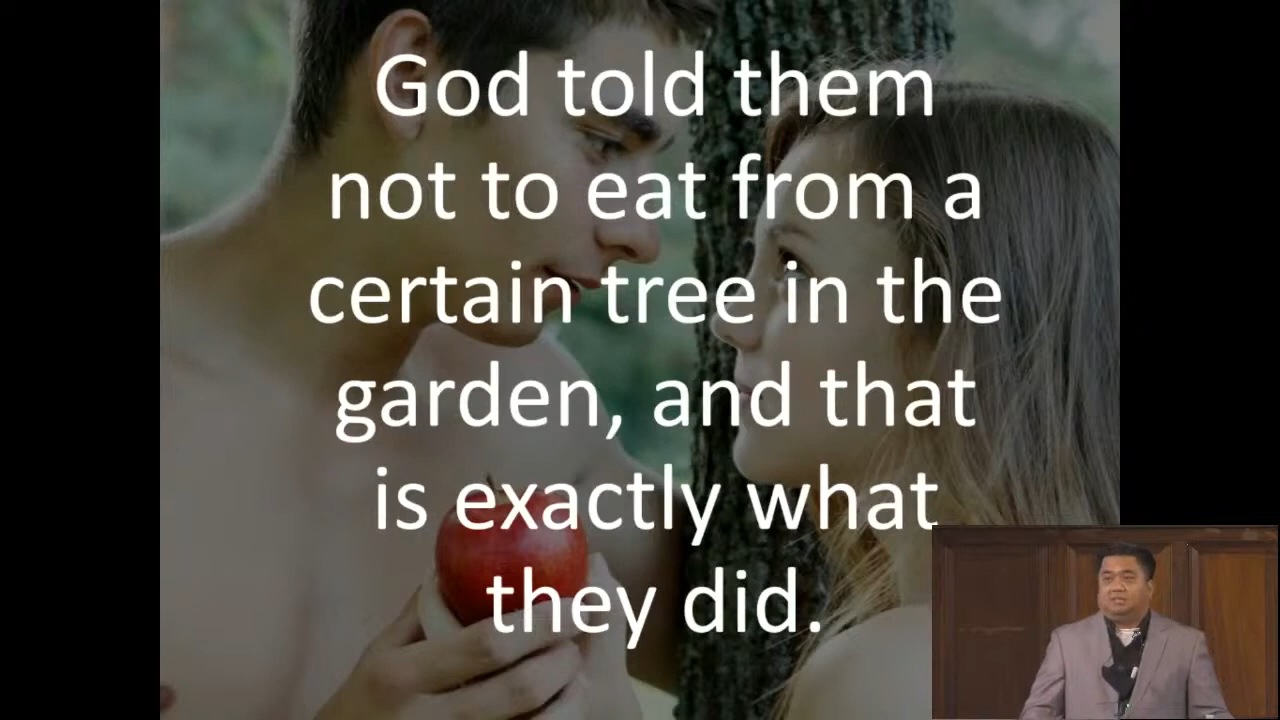 God told them
not to eat from a
certain tree in the
garden, and that
is exactly what
they did.